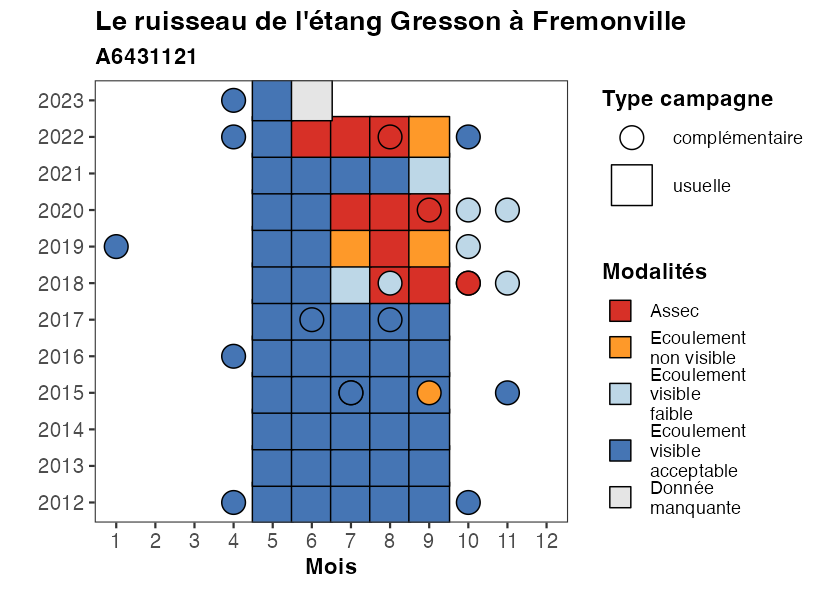 Le ruisseau de l'étang Gresson à Fremonville
A6431121
2023
2022
2021
2020
2019
2018
2017
2016
2015
2014
2013
2012
1 2 3 4 5 6 7 8 9 10 11 12
Mois
Type campagne
complémentaire
usuelle
Modalités
Assec
Ecoulement
non visible
Ecoulement
visible
faible
Ecoulement
visible
acceptable
Donnée
manquante